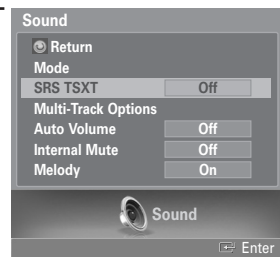 Sound
Return
Mode
SRS TSXT Off
Multi-Track Options
Auto Volume Off
Internal Mute Off
Melody On
Sound
Enter